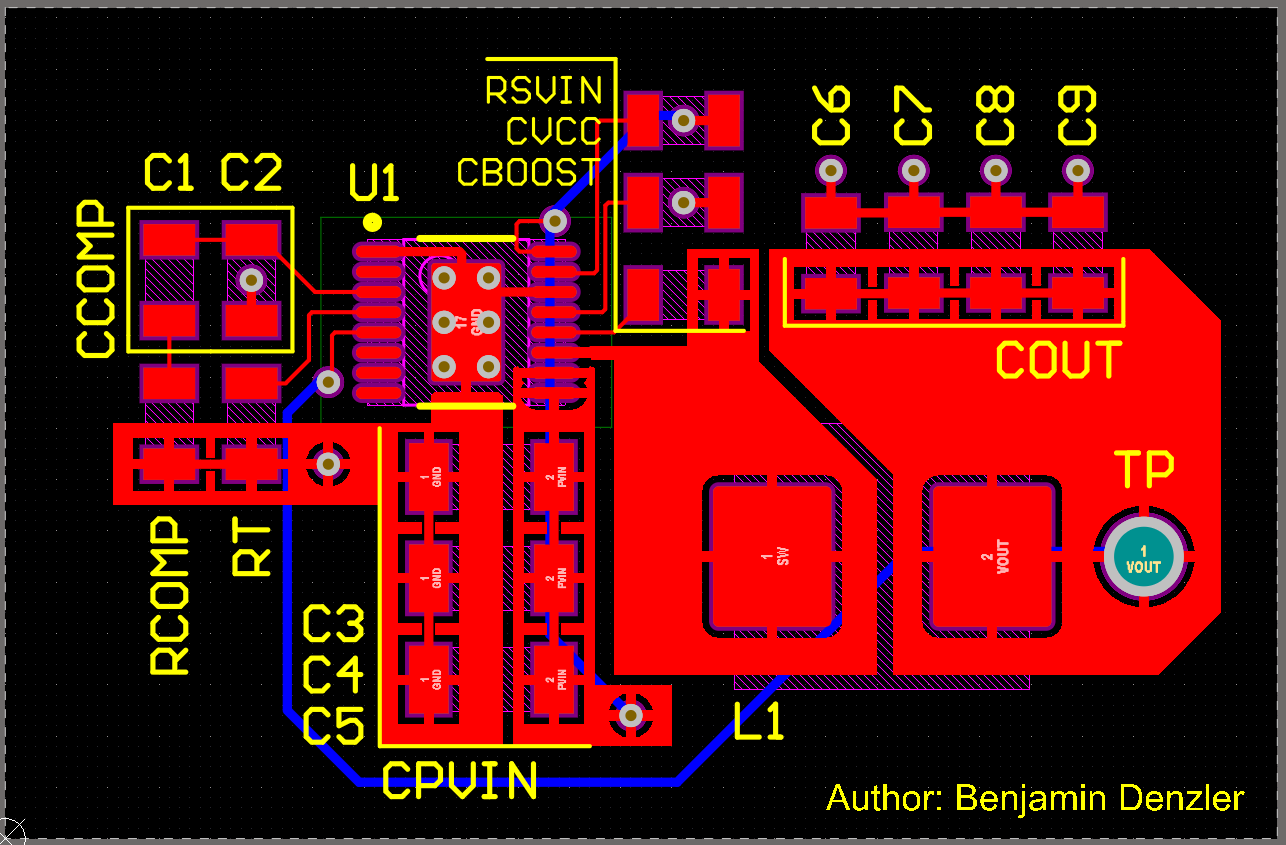 RSVIN
CVCC
CBOOST
C6
C7
C8
C9
C1 C2
U1
CCOMP
17
GND
COUT
TP
1
GND
2
PVIN
1
SW
2
VOUT
1
VOUT
RCOMP
RT
1
GND
2
PVIN
C3
C4
C5
1
GND
2
PVIN
L1
CPVIN
Author: Benjamin Denzler